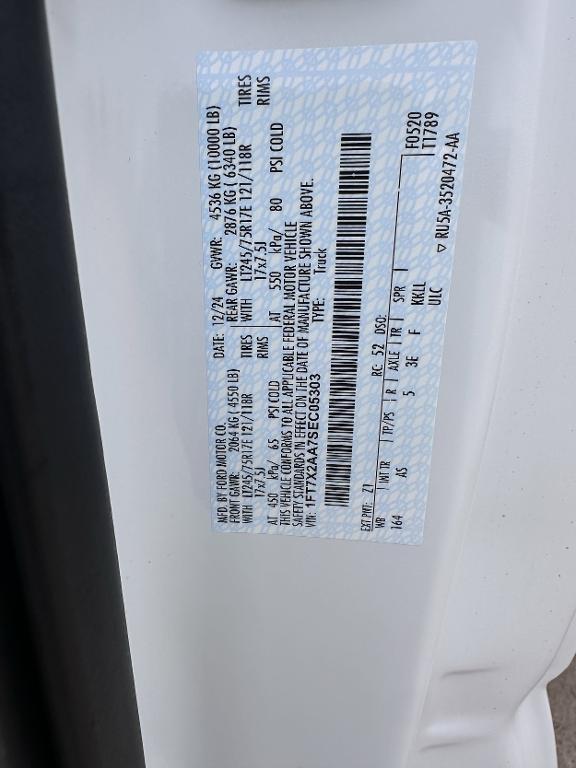 MFD. BY FORD MOTOR CO.
DATE: 12/24 GVWR: 4536 KG (10000 LB)
FRONT GAWR: 2064 KG (4550 LB) REAR GAWR: 2876 KG (6340 LB)
WITH LT245/75R17E 121/118R TIRES WITH LT245/75R17E 121/118R TIRES
17x7.5J RIMS 17x7.5J RIMS
AT 450 kPa/ 65 PSI COLD AT 550 kPa/ 80 PSI COLD
THIS VEHICLE CONFORMS TO ALL APPLICABLE FEDERAL MOTOR VEHICLE
SAFETY STANDARDS IN EFFECT ON THE DATE OF MANUFACTURE SHOWN ABOVE.
VIN: 1FT7X2AA7SEC05303 TYPE: Truck
EXT PNT: Z1 RC: 52 DSO: F0520
WB INT TR TP/PS R AXLE TR SPR T1789
164 AS 5 3E F KKLL
ULC ▽ RU5A-3520472-AA